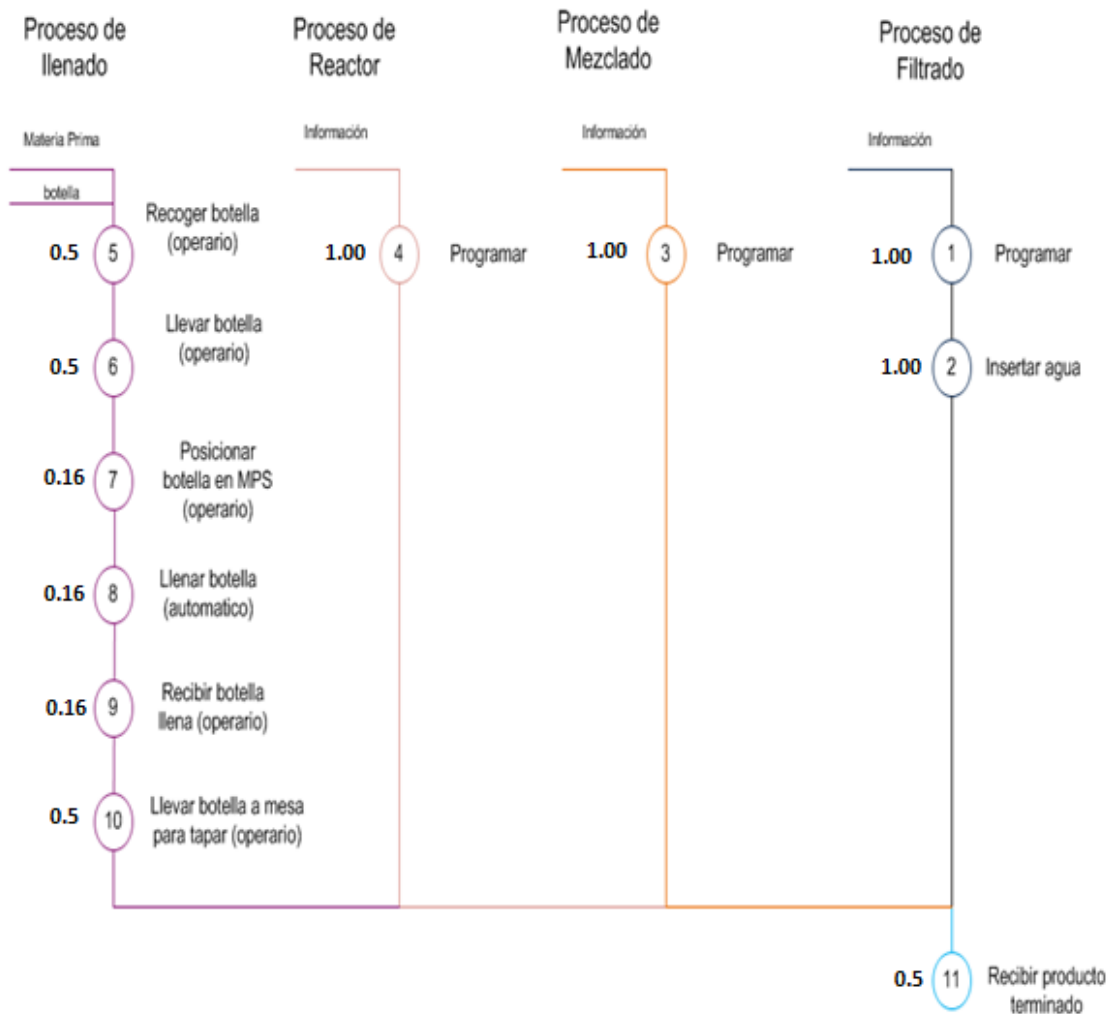 Proceso de
llenado
Materia Prima
botella
0.5
5
Recoger botella
(operario)
0.5
6
Llevar botella
(operario)
0.16
7
Posicionar
botella en MPS
(operario)
0.16
8
Llenar botella
(automatico)
0.16
9
Recibir botella
llena (operario)
0.5
10
Llevar botella a mesa
para tapar (operario)
Proceso de
Reactor
Información
1.00
4
Programar
Proceso de
Mezclado
Información
1.00
3
Programar
Proceso de
Filtrado
Información
1.00
1
Programar
1.00
2
Insertar agua
0.5
11
Recibir producto
terminado